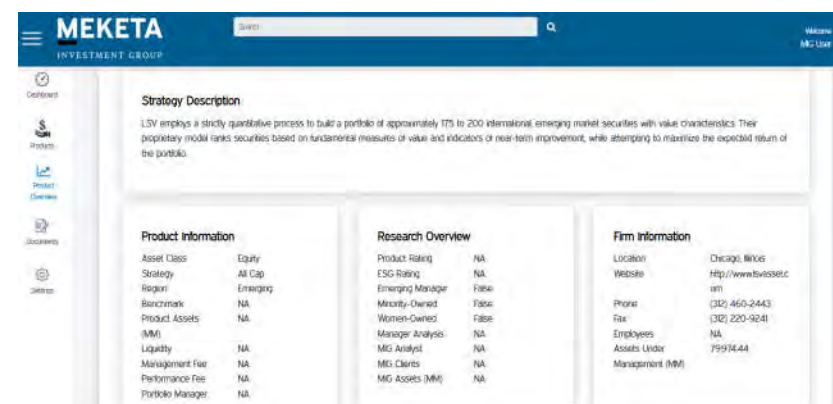 MEKETA
INVESTMENT GROUP
Search
Welcome
MIG User
Dashboard
Products
Product
Overview
Documents
Settings
Strategy Description
LSV employs a strictly quantitative process to build a portfolio of approximately 175 to 200 international, emerging market securities with value characteristics. Their
proprietary model ranks securities based on fundamental measures of value and indicators of near-term improvement, while attempting to maximize the expected return of
the portfolio.
Product Information
Asset Class Equity
Strategy All Cap
Region Emerging
Benchmark NA
Product Assets NA
(MM)
Liquidity NA
Management Fee NA
Performance Fee NA
Portfolio Manager NA
Research Overview
Product Rating NA
ESG Rating NA
Emerging Manager False
Minority-Owned False
Women-Owned False
Manager Analysis NA
MIG Analyst NA
MIG Clients NA
MIG Assets (MM) NA
Firm Information
Location Chicago, Illinois
Website http://www.lsvasset.c
om
Phone (312) 460-2443
Fax (312) 220-9241
Employees NA
Assets Under 79974.44
Management (MM)